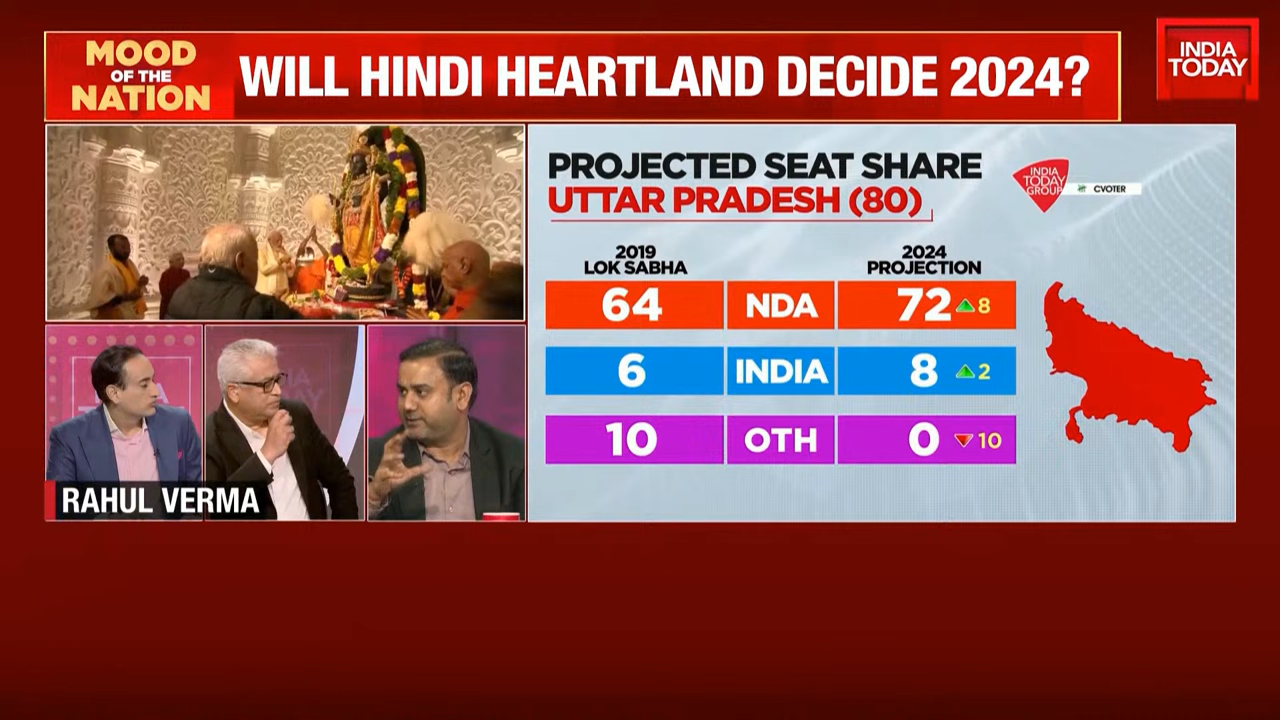 MOOD
OF THE
NATION
WILL HINDI HEARTLAND DECIDE 2024?
INDIA
TODAY
PROJECTED SEAT SHARE
UTTAR PRADESH (80)
INDIA
TODAY
GROUP
CVOTER
2019
LOK SABHA
2024
PROJECTION
64 NDA 72 8
6 INDIA 8 2
10 OTH 0 10
RAHUL VERMA